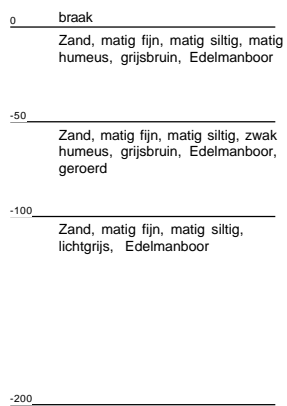 0 braak
Zand, matig fijn, matig siltig, matig
humeus, grijsbruin, Edelmanboor
-50
Zand, matig fijn, matig siltig, zwak
humeus, grijsbruin, Edelmanboor,
geroerd
-100
Zand, matig fijn, matig siltig,
lichtgrijs, Edelmanboor
-200